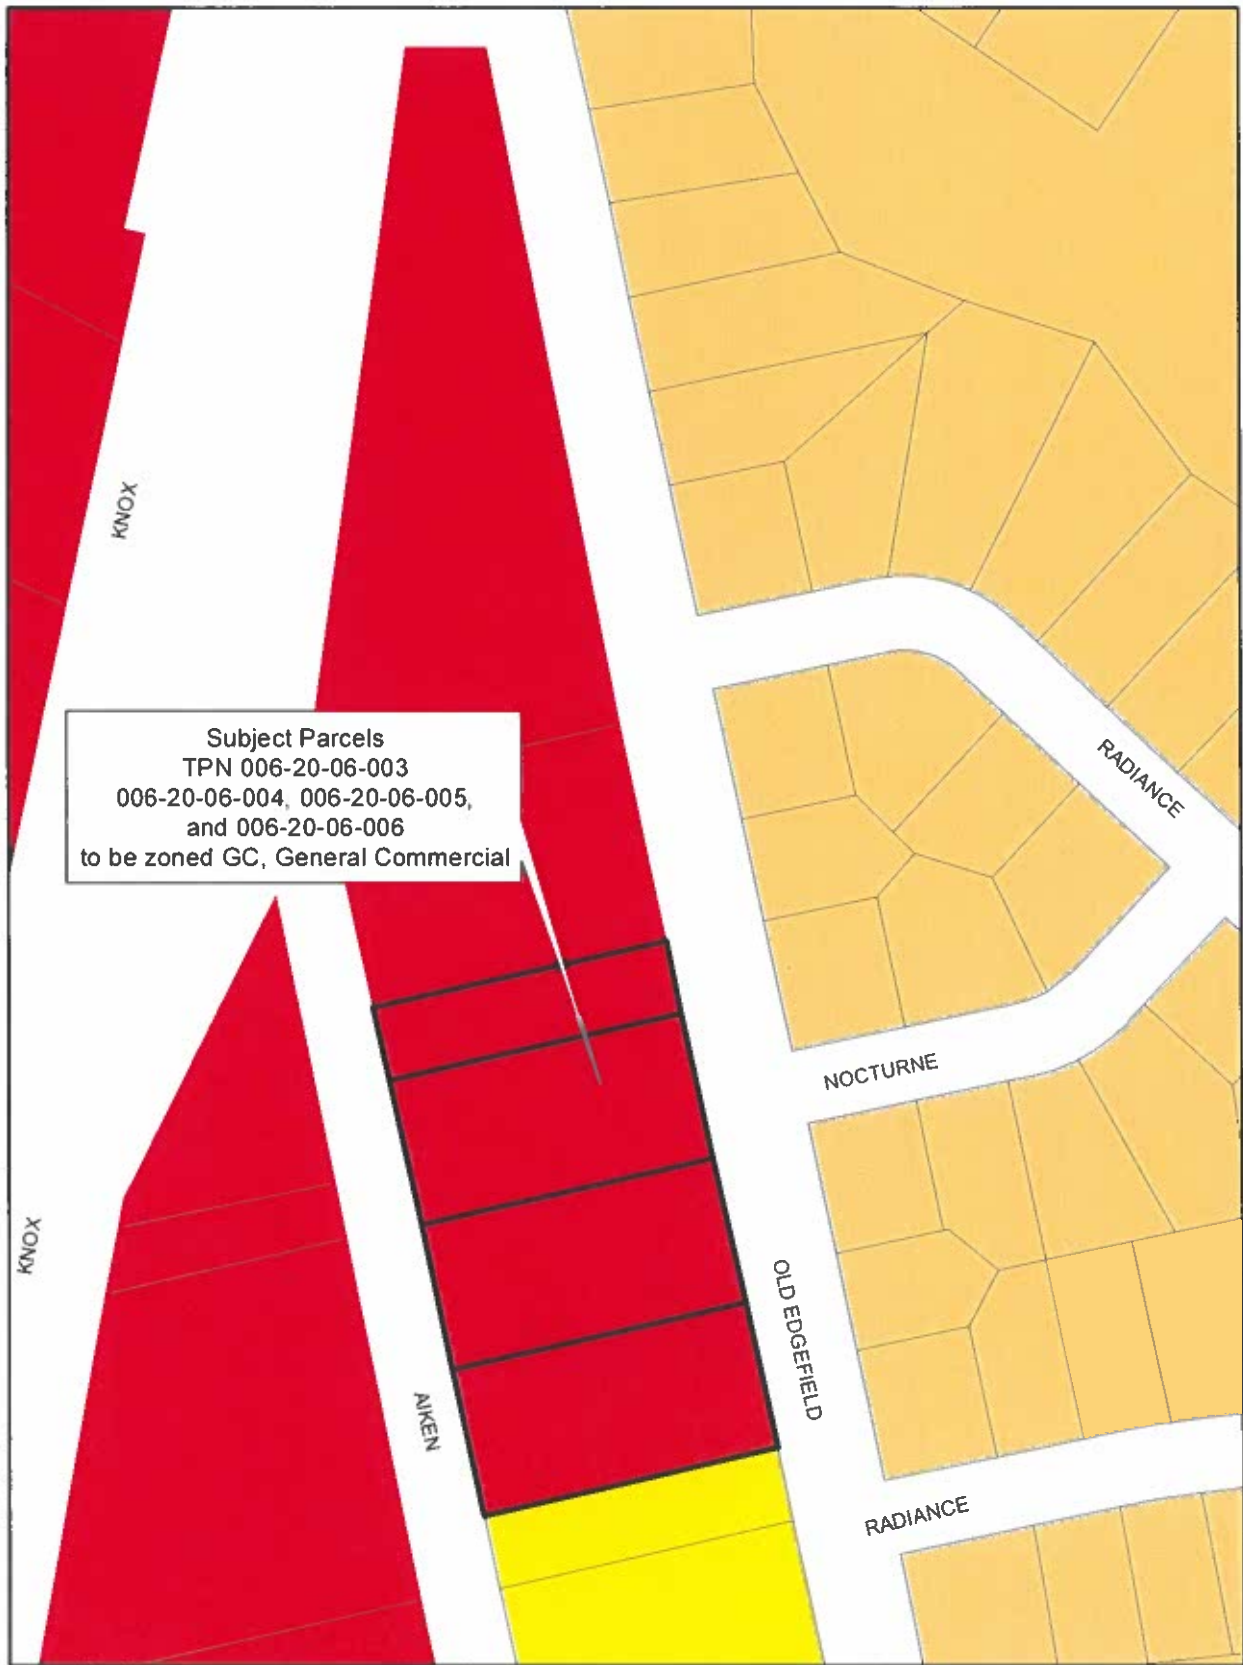 KNOX
Subject Parcels
TPN 006-20-06-003
006-20-06-004, 006-20-06-005,
and 006-20-06-006
to be zoned GC, General Commercial
RADIANCE
NOCTURNE
KNOX
OLD EDGEFIELD
AIKEN
RADIANCE